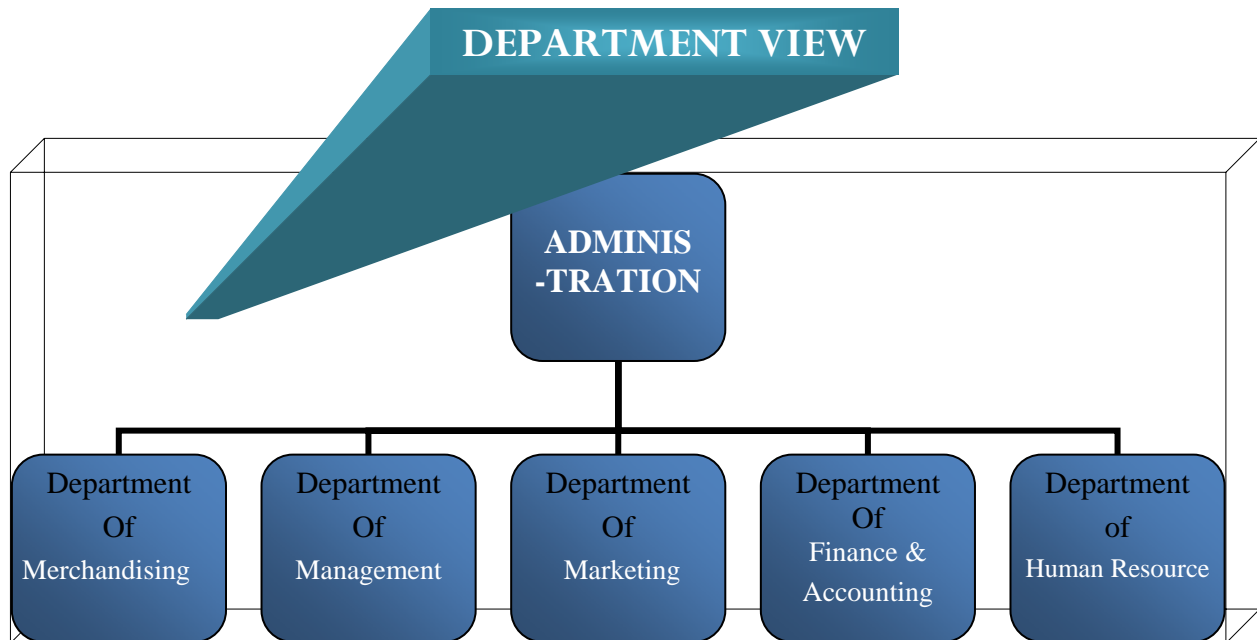 DEPARTMENT VIEW
ADMINIS
-TRATION
Department
Of
Merchandising
Department
Of
Management
Department
Of
Marketing
Department
Of
Finance &
Accounting
Department
of
Human Resource